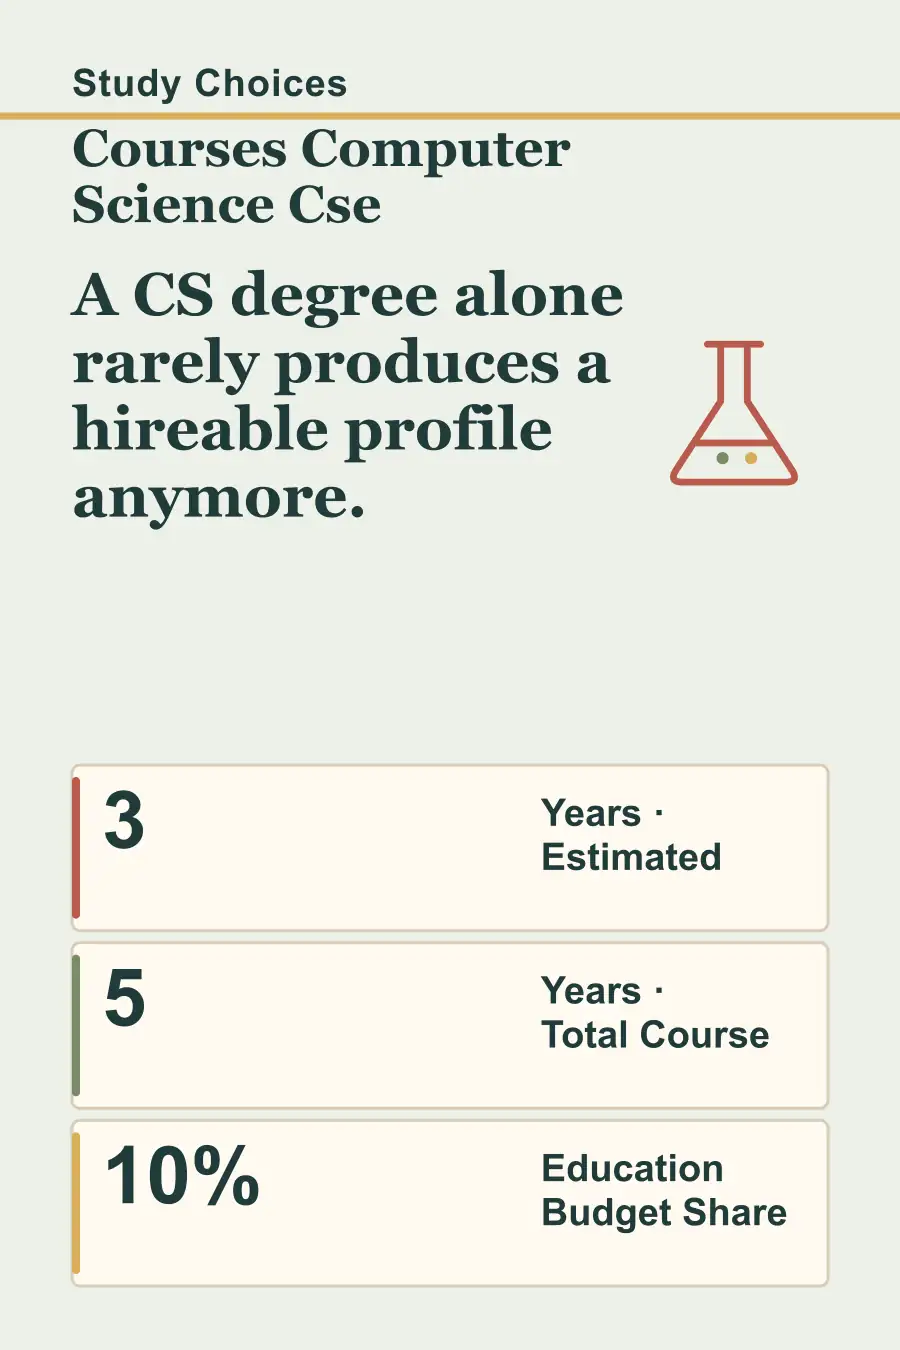 Study Choices
Courses Computer
Science Cse
A CS degree alone
rarely produces a
hireable profile
anymore.
3
Years ·
Estimated
5
Years ·
Total Course
10%
Education
Budget Share